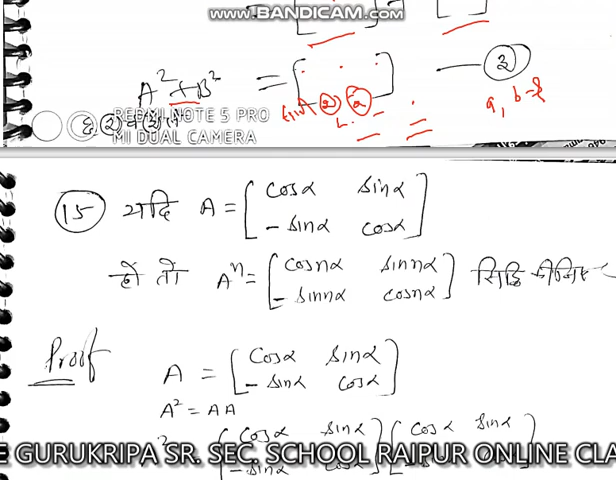 www.BANDICAM.com
A² + B² = [ ] — ②
a, b
REDMI NOTE 5 PRO
MI DUAL CAMERA
⑮ यदि A = [ cosα sinα
- sinα cosα ]
हो तो Aⁿ = [ cosnα sinnα
- sinnα cosnα ] सिद्ध कीजिए
Proof
A = [ cosα sinα
- sinα cosα ]
A² = AA
[ cosα sinα
- sinα cosα ] [ cosα sinα
GURUKRIPA SR. SEC. SCHOOL RAIPUR ONLINE CLA